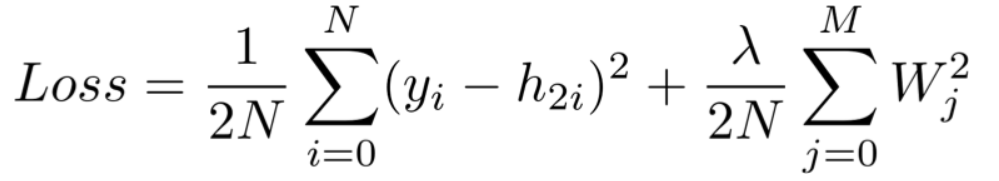 Loss = \frac{1}{2N} \sum_{i=0}^{N} (y_i - h_{2i})^2 + \frac{\lambda}{2N} \sum_{j=0}^{M} W_j^2